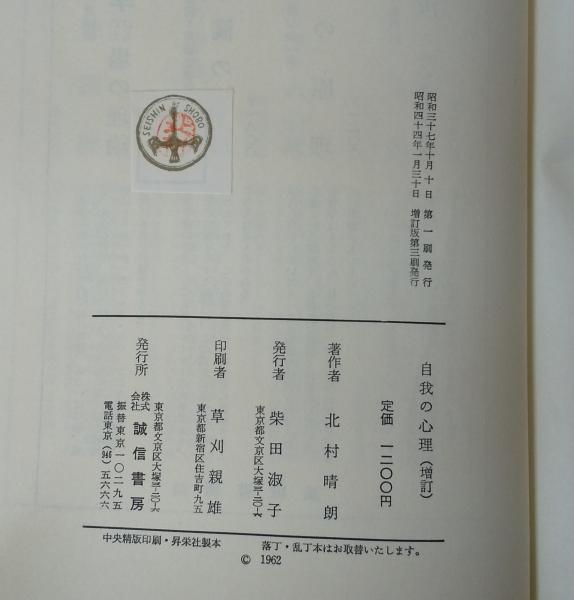 昭和三十七年十月十日 第一刷発行
昭和四十四年一月三十日 増訂版第三刷発行
SEISHIN SHOBO
自我の心理（増訂）
定価 一二〇〇円
著作者 北村晴朗
発行者 柴田淑子
東京都文京区大塚三-二〇-六
印刷者 草刈親雄
東京都新宿区住吉町九五
発行所 株式会社 誠信書房
東京都文京区大塚三-二〇-六
振替東京一〇二九五
電話東京（946）五六六六
落丁・乱丁本はお取替いたします。
中央精版印刷・昇栄社製本
© 1962